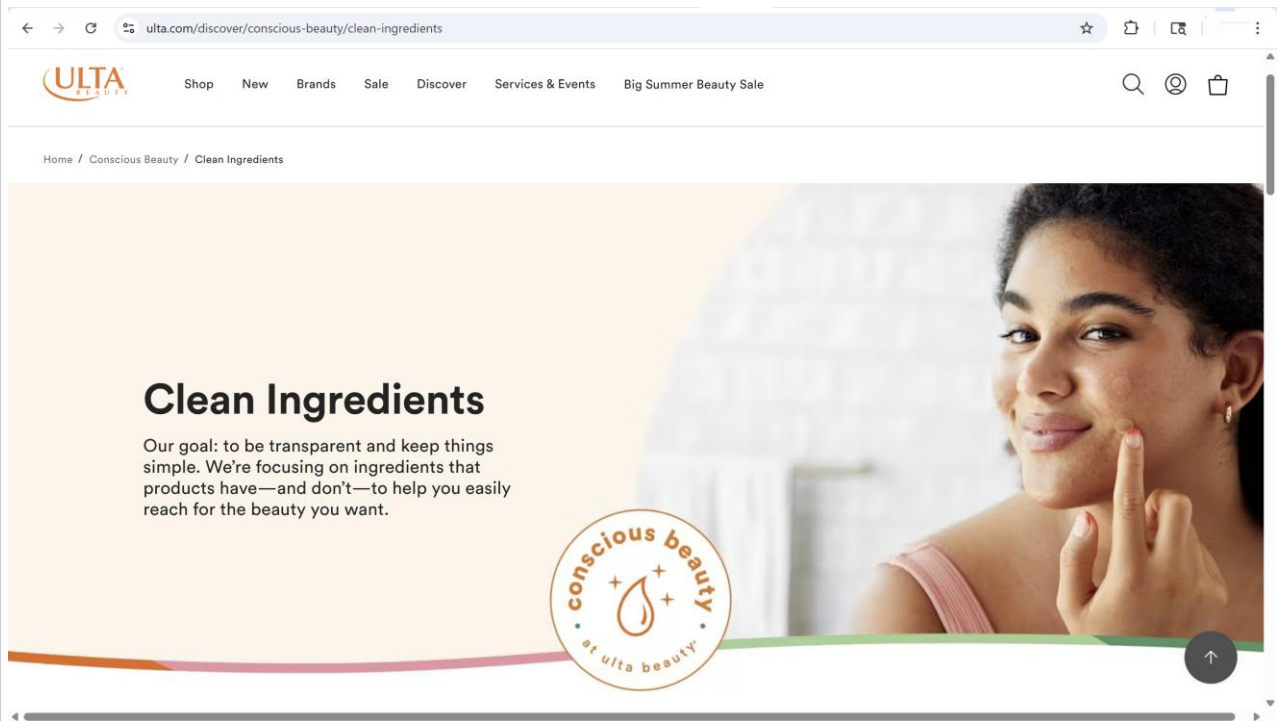 ulta.com/discover/conscious-beauty/clean-ingredients
ULTA
BEAUTY
Shop New Brands Sale Discover Services & Events Big Summer Beauty Sale
Home / Conscious Beauty / Clean Ingredients
Clean Ingredients
Our goal: to be transparent and keep things
simple. We’re focusing on ingredients that
products have—and don’t—to help you easily
reach for the beauty you want.
conscious beauty
at ulta beauty